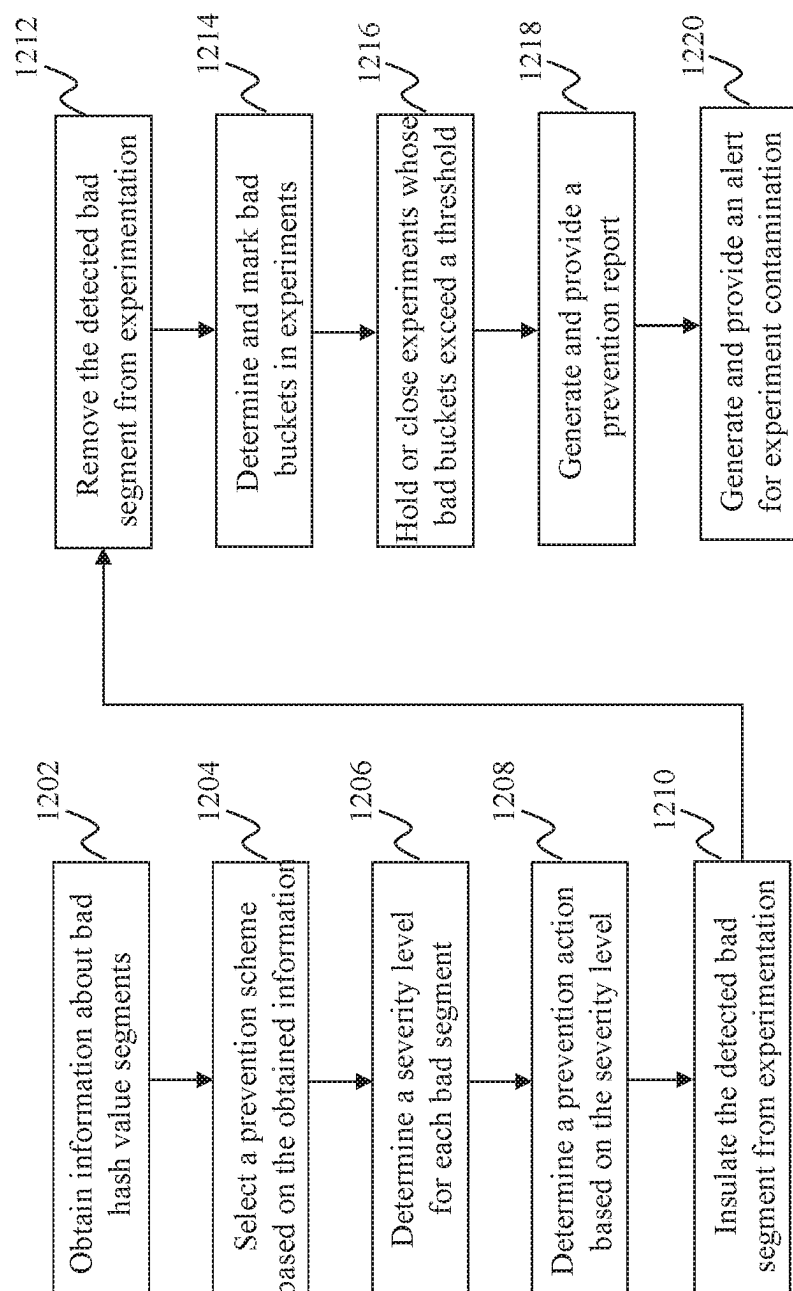 1202
Obtain information about bad
hash value segments
1204
Select a prevention scheme
based on the obtained information
1206
Determine a severity level
for each bad segment
1208
Determine a prevention action
based on the severity level
1210
Insulate the detected bad
segment from experimentation
1212
Remove the detected bad
segment from experimentation
1214
Determine and mark bad
buckets in experiments
1216
Hold or close experiments whose
bad buckets exceed a threshold
1218
Generate and provide a
prevention report
1220
Generate and provide an alert
for experiment contamination